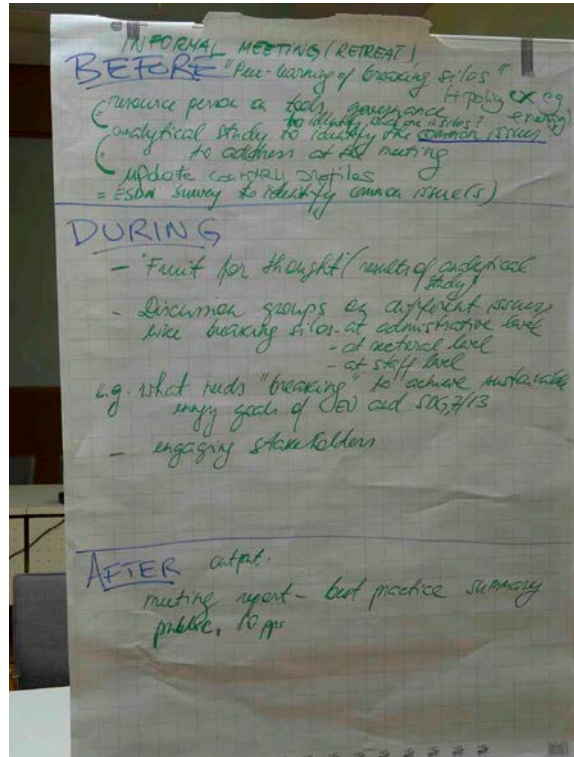 INFORMAL MEETING (RETREAT)
BEFORE "Peer-learning of breaking silos"
- resource person on tools, governance (+ policy ex eg energy)
to identify what are in silos?
- analytical study to identify the common issues
to address at the meeting
- update country profiles
= ESDN survey to identify common issue(s)
DURING
- "Fruit for thought" (results of analytical study)
- Discussion groups on different issues,
like breaking silos - at administrative level
- at sectoral level
- at staff level
e.g. what needs "breaking" to achieve sustainable
energy goals of EU and SDG 7/13
- engaging stakeholders
AFTER output.
meeting report - best practice summary
public, 10 pps